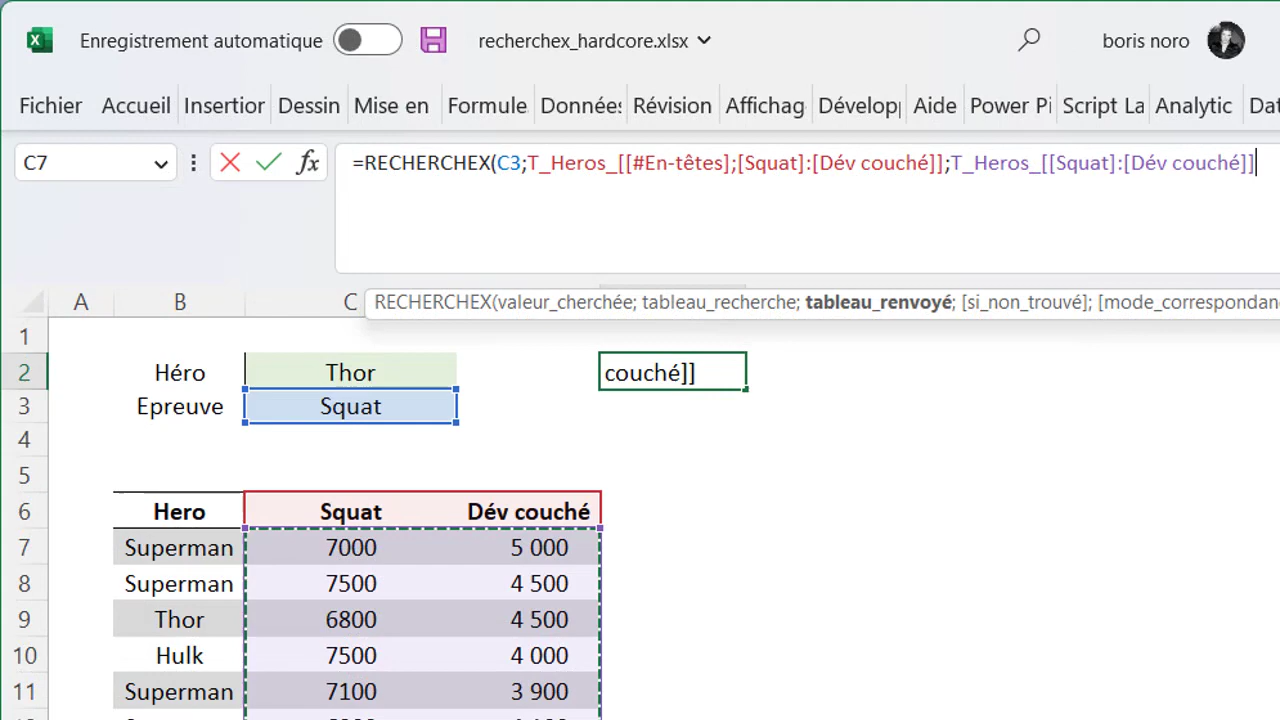 Enregistrement automatique recherchex_hardcore.xlsx boris noro
Fichier Accueil Insertior Dessin Mise en Formule Données Révision Affichag Dévelop Aide Power Pi Script La Analytic Dat
C7 fx =RECHERCHEX(C3;T_Heros_[[#En-têtes];[Squat]:[Dév couché]];T_Heros_[[Squat]:[Dév couché]]
RECHERCHEX(valeur_cherchée; tableau_recherche; tableau_renvoyé; [si_non_trouvé]; [mode_correspondan
A B C
1
2 Héro Thor couché]]
3 Epreuve Squat
4
5
6 Hero Squat Dév couché
7 Superman 7000 5 000
8 Superman 7500 4 500
9 Thor 6800 4 500
10 Hulk 7500 4 000
11 Superman 7100 3 900